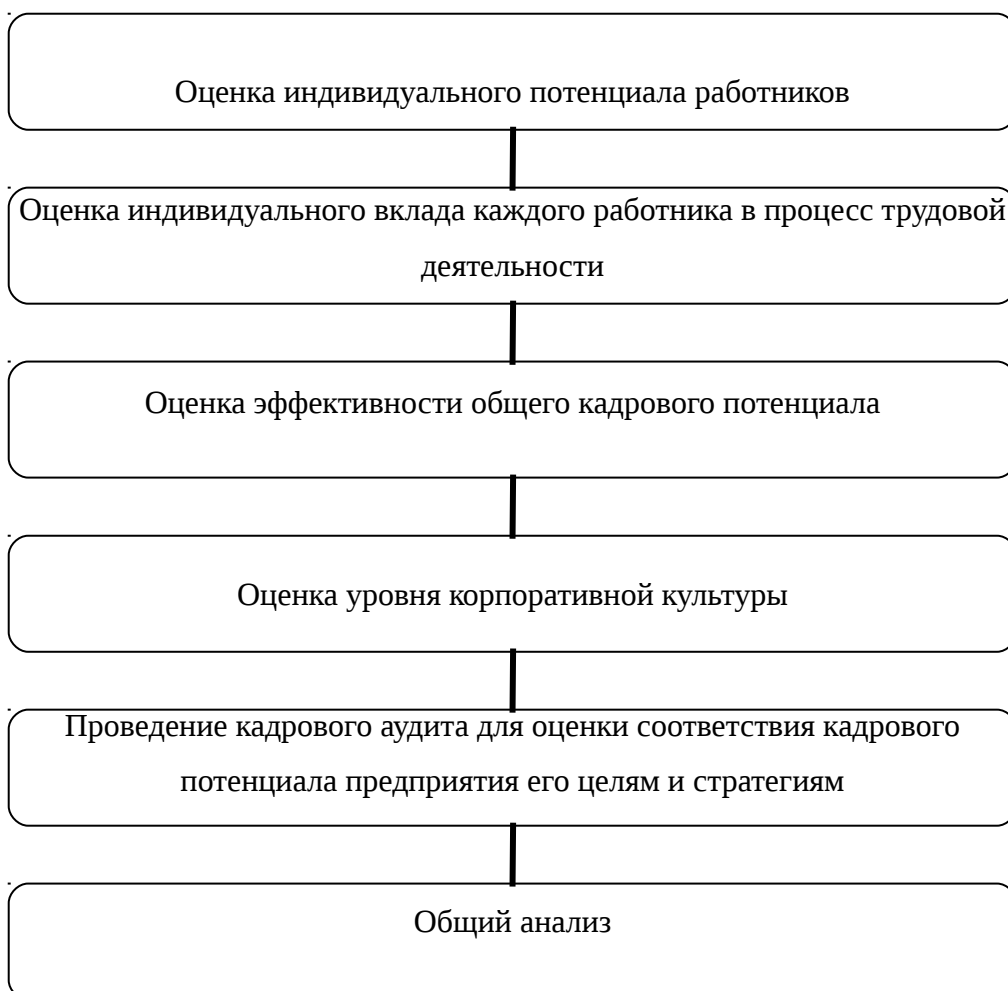 Оценка индивидуального потенциала работников
Оценка индивидуального вклада каждого работника в процесс трудовой
деятельности
Оценка эффективности общего кадрового потенциала
Оценка уровня корпоративной культуры
Проведение кадрового аудита для оценки соответствия кадрового
потенциала предприятия его целям и стратегиям
Общий анализ